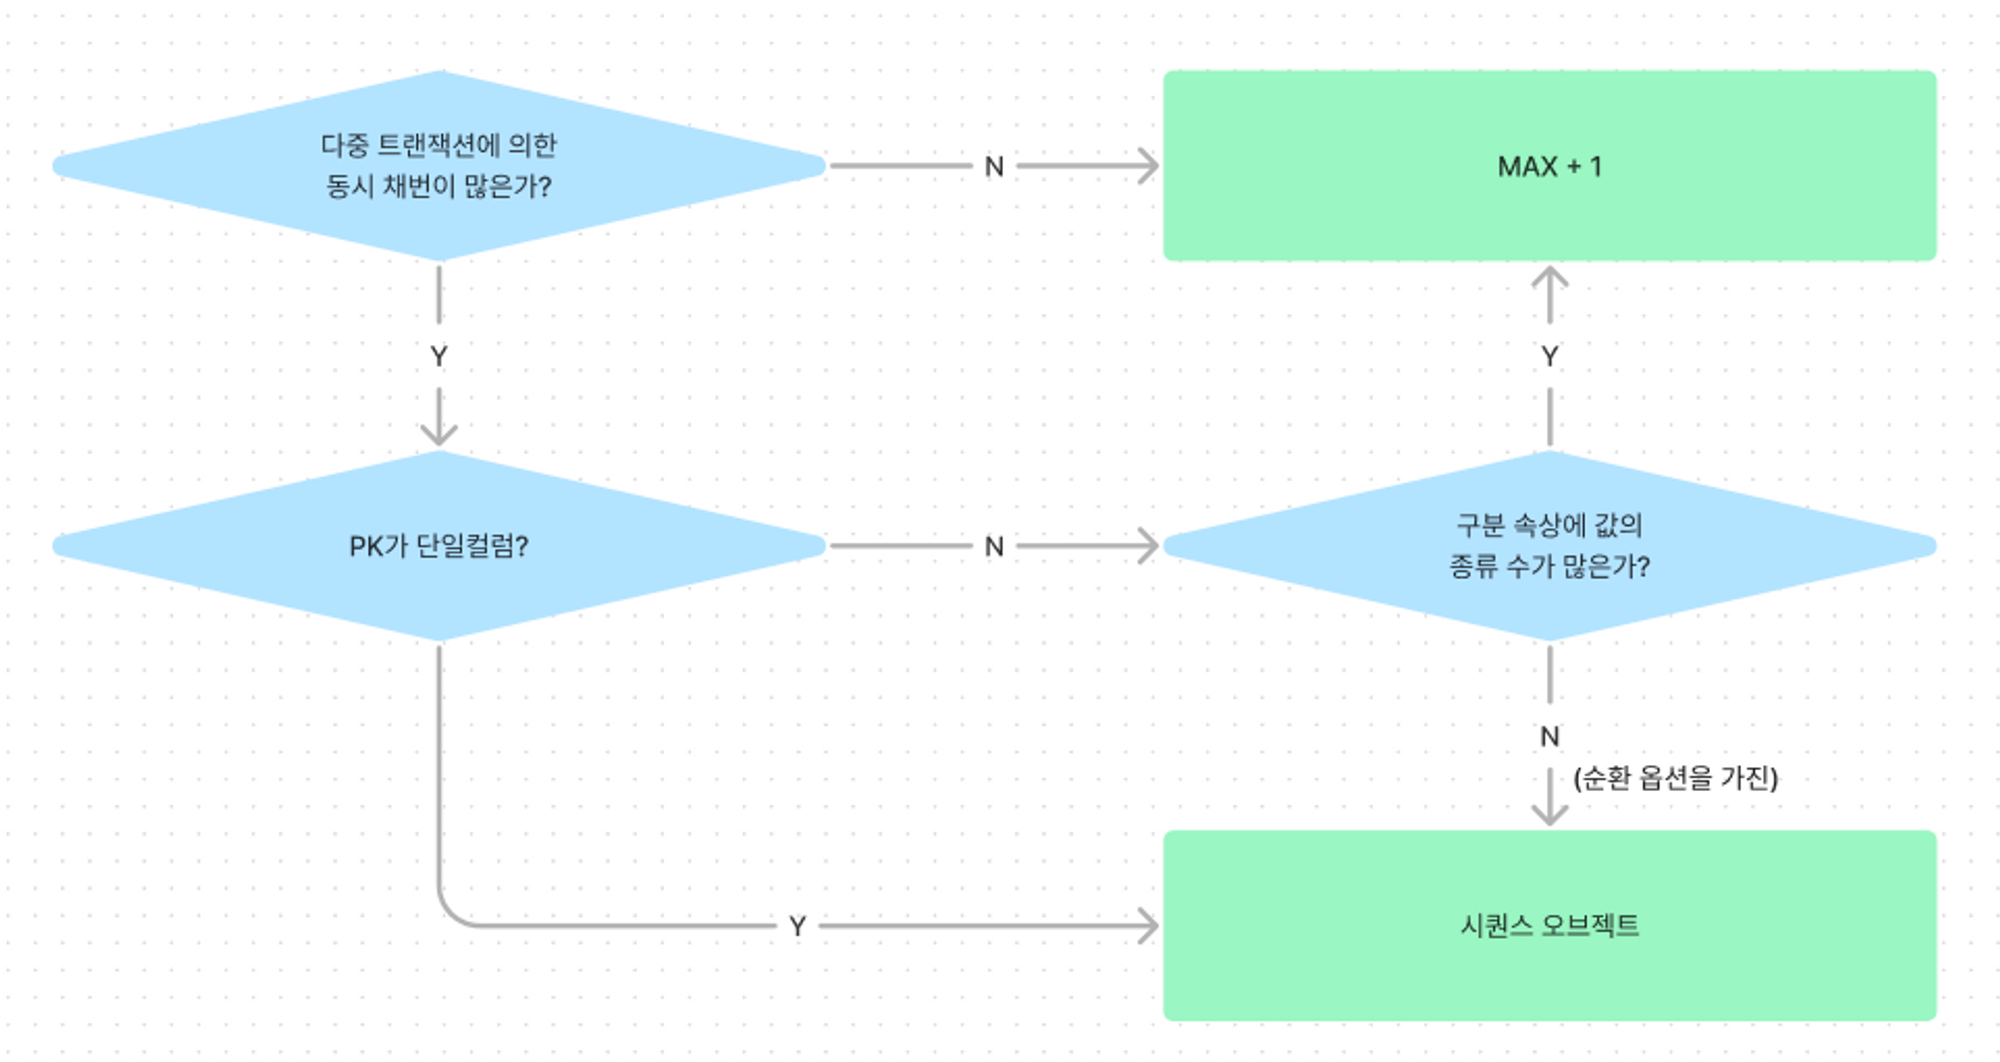 다중 트랜잭션에 의한
동시 채번이 많은가?
N
MAX + 1
Y
Y
PK가 단일컬럼?
N
구분 속상에 값의
종류 수가 많은가?
N
(순환 옵션을 가진)
Y
시퀀스 오브젝트